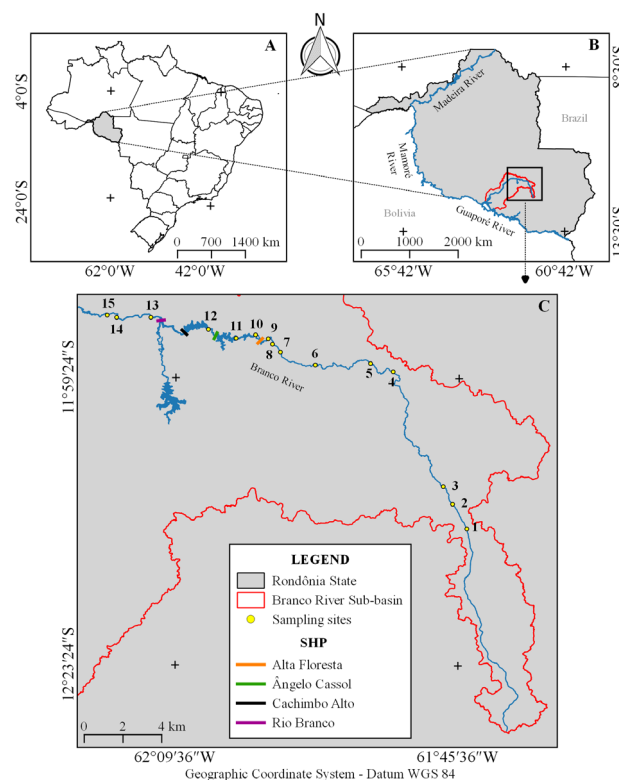 N
A
4°0'S
24°0'S
0 700 1400 km
62°0'W 42°0'W
B
Madeira River
Brazil
Mamoré River
Bolivia
Guaporé River
0 1000 2000 km
8°30'S
13°30'S
65°42'W 60°42'W
C
15
14
13
12
11
10
9
8
7
6
5
4
3
2
1
Branco River
11°59'24"S
12°23'24"S
LEGEND
Rondônia State
Branco River Sub-basin
Sampling sites
SHP
Alta Floresta
Ângelo Cassol
Cachimbo Alto
Rio Branco
0 2 4 km
62°09'36"W 61°45'36"W
Geographic Coordinate System - Datum WGS 84